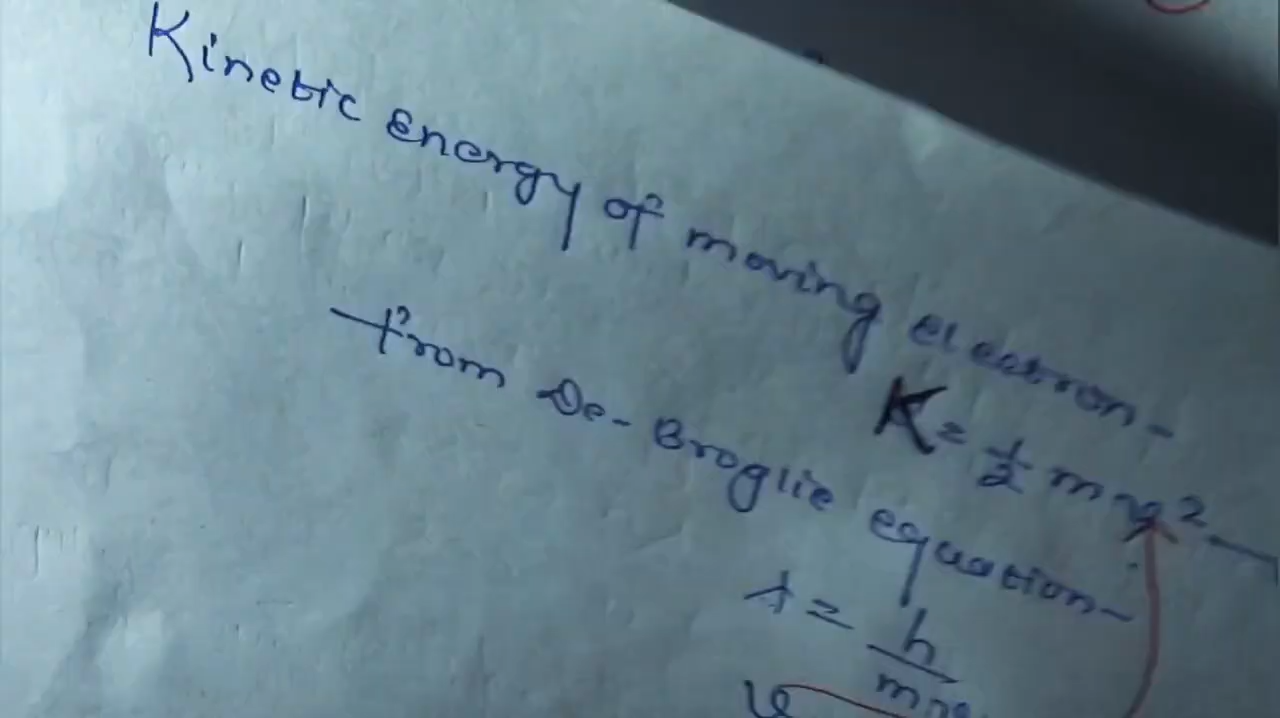 Kinetic energy of moving electron-
K = 1/2 mv²
from De-Broglie equation-
λ = h/mv
v